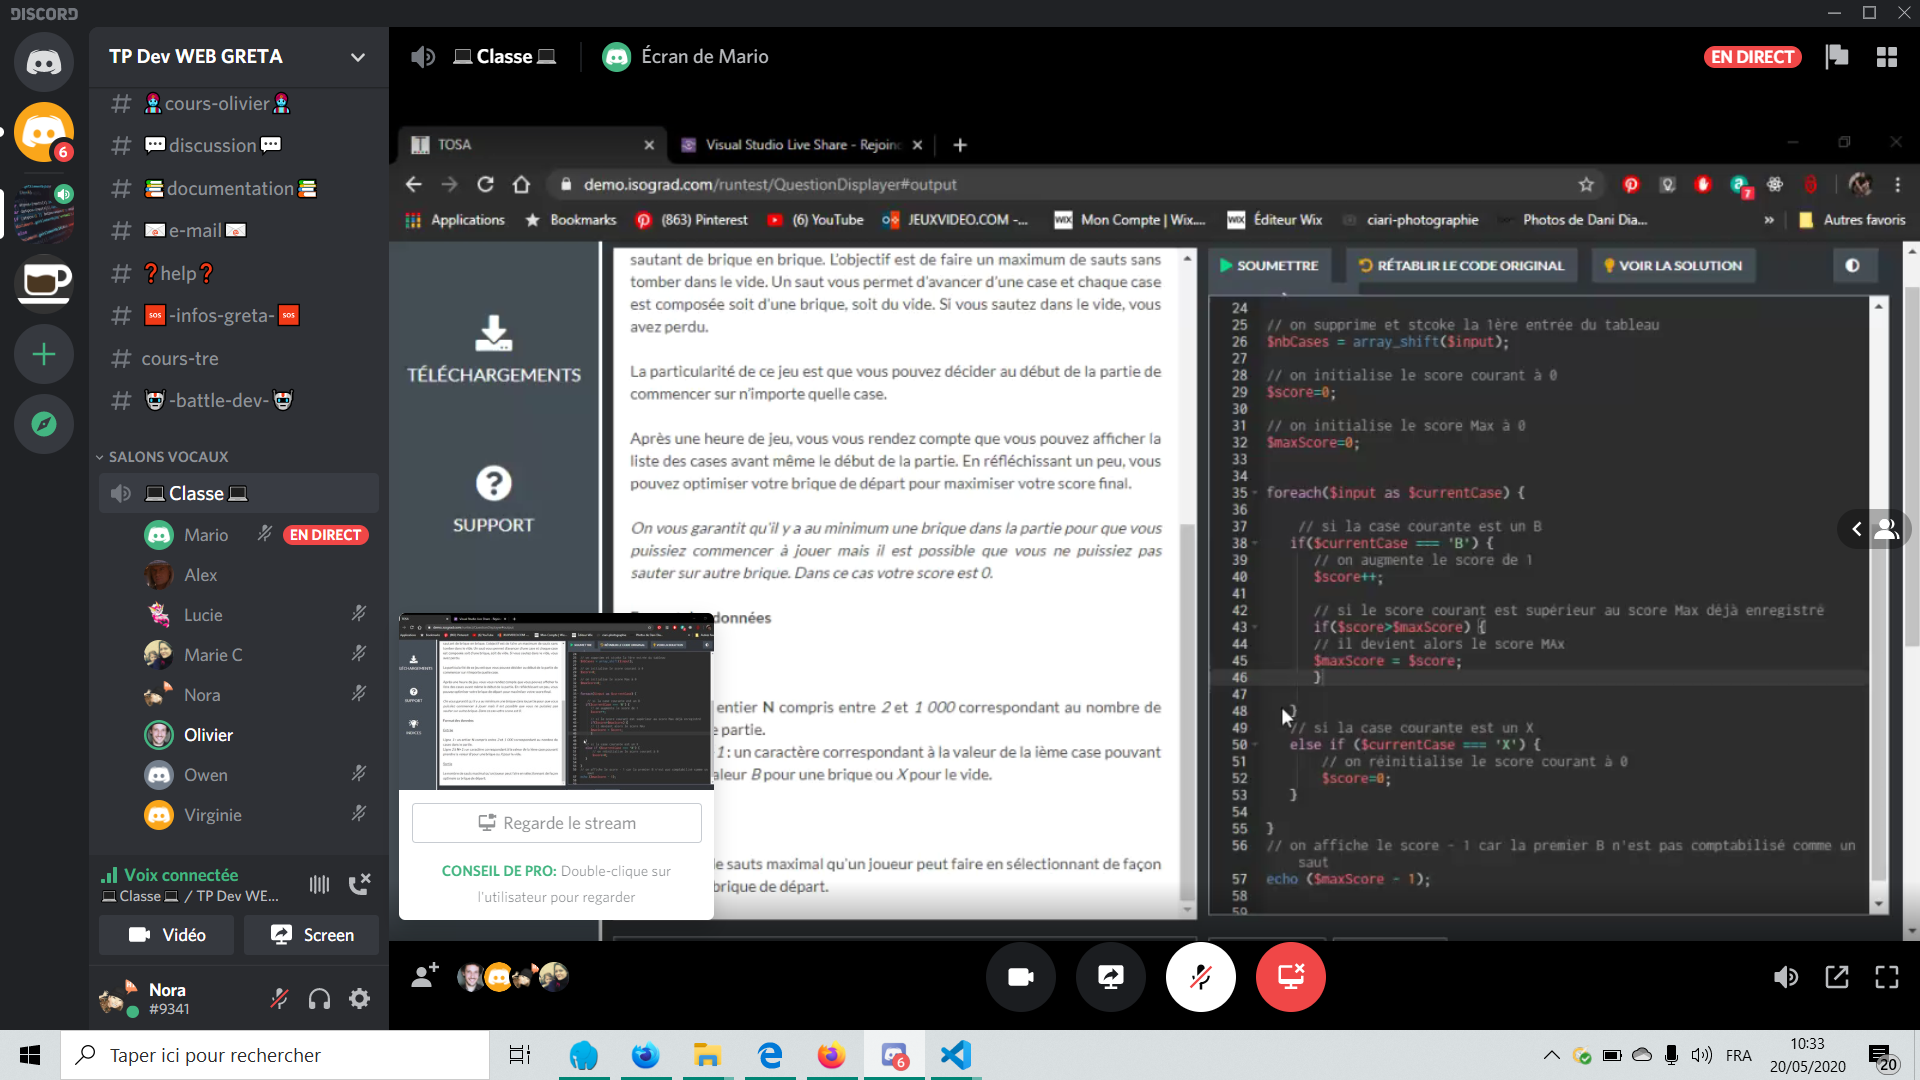 DISCORD
TP Dev WEB GRETA
cours-olivier
discussion
documentation
e-mail
help
-infos-greta-
cours-tre
-battle-dev-
SALONS VOCAUX
Classe
Mario
EN DIRECT
Alex
Lucie
Marie C
Nora
Olivier
Owen
Virginie
Voix connectée
Classe / TP Dev WE...
Vidéo
Screen
Nora
#9341
6
Classe
Écran de Mario
EN DIRECT
TOSA
Visual Studio Live Share - Rejoin
demo.isograd.com/runtest/QuestionDisplayer#output
7
Applications
Bookmarks
(863) Pinterest
(6) YouTube
JEUXVIDEO.COM -...
Mon Compte | Wix....
Éditeur Wix
ciari-photographie
Photos de Dani Dia...
»
Autres favoris
TÉLÉCHARGEMENTS
SUPPORT
sautant de brique en brique. L'objectif est de faire un maximum de sauts sans
tomber dans le vide. Un saut vous permet d'avancer d'une case et chaque case
est composée soit d'une brique, soit du vide. Si vous sautez dans le vide, vous
avez perdu.
La particularité de ce jeu est que vous pouvez décider au début de la partie de
commencer sur n'importe quelle case.
Après une heure de jeu, vous vous rendez compte que vous pouvez afficher la
liste des cases avant même le début de la partie. En réfléchissant un peu, vous
pouvez optimiser votre brique de départ pour maximiser votre score final.
On vous garantit qu'il y a au minimum une brique dans la partie pour que vous
puissiez commencer à jouer mais il est possible que vous ne puissiez pas
sauter sur autre brique. Dans ce cas votre score est 0.
données
entier N compris entre 2 et 1 000 correspondant au nombre de
partie.
1 : un caractère correspondant à la valeur de la ième case pouvant
aleur B pour une brique ou X pour le vide.
de sauts maximal qu'un joueur peut faire en sélectionnant de façon
brique de départ.
Regarde le stream
CONSEIL DE PRO: Double-clique sur
l'utilisateur pour regarder
SOUMETTRE
RÉTABLIR LE CODE ORIGINAL
VOIR LA SOLUTION
24
25 // on supprime et stcoke la 1ère entrée du tableau
26 $nbCases = array_shift($input);
27
28 // on initialise le score courant à 0
29 $score=0;
30
31 // on initialise le score Max à 0
32 $maxScore=0;
33
34
35 foreach($input as $currentCase) {
36
37 // si la case courante est un B
38 if($currentCase === 'B') {
39 // on augmente le score de 1
40 $score++;
41
42 // si le score courant est supérieur au score Max déjà enregistré
43 if($score>$maxScore) {
44 // il devient alors le score MAx
45 $maxScore = $score;
46 }
47
48 }
49 // si la case courante est un X
50 else if ($currentCase === 'X') {
51 // on réinitialise le score courant à 0
52 $score=0;
53 }
54
55 }
56 // on affiche le score - 1 car la premier B n'est pas comptabilisé comme un
saut
57 echo ($maxScore - 1);
58
59
Taper ici pour rechercher
6
FRA
10:33
20/05/2020
20